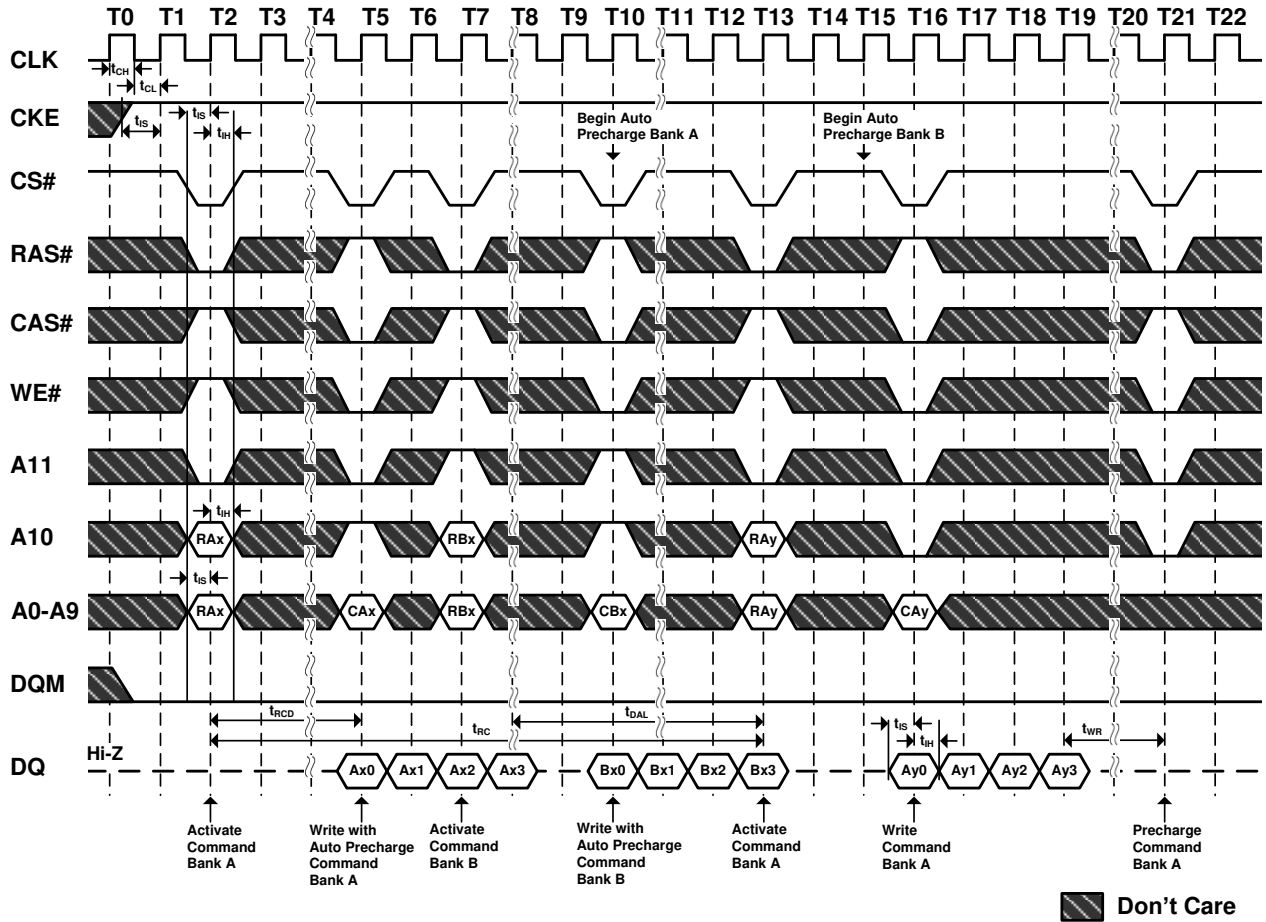 T0 T1 T2 T3 T4 T5 T6 T7 T8 T9 T10 T11 T12 T13 T14 T15 T16 T17 T18 T19 T20 T21 T22
CLK
tCH
tCL
CKE
tIS
tIS
tIH
Begin Auto
Precharge Bank A
Begin Auto
Precharge Bank B
CS#
RAS#
CAS#
WE#
A11
tIH
A10
RAx
RBx
RAy
tIS
A0-A9
RAx
CAx
RBx
CBx
RAy
CAy
DQM
tRCD
tDAL
tRC
tIS
tIH
tWR
Hi-Z
DQ
Ax0 Ax1 Ax2 Ax3 Bx0 Bx1 Bx2 Bx3 Ay0 Ay1 Ay2 Ay3
Activate
Command
Bank A
Write with
Auto Precharge
Command
Bank A
Activate
Command
Bank B
Write with
Auto Precharge
Command
Bank B
Activate
Command
Bank A
Write
Command
Bank A
Precharge
Command
Bank A
Don't Care